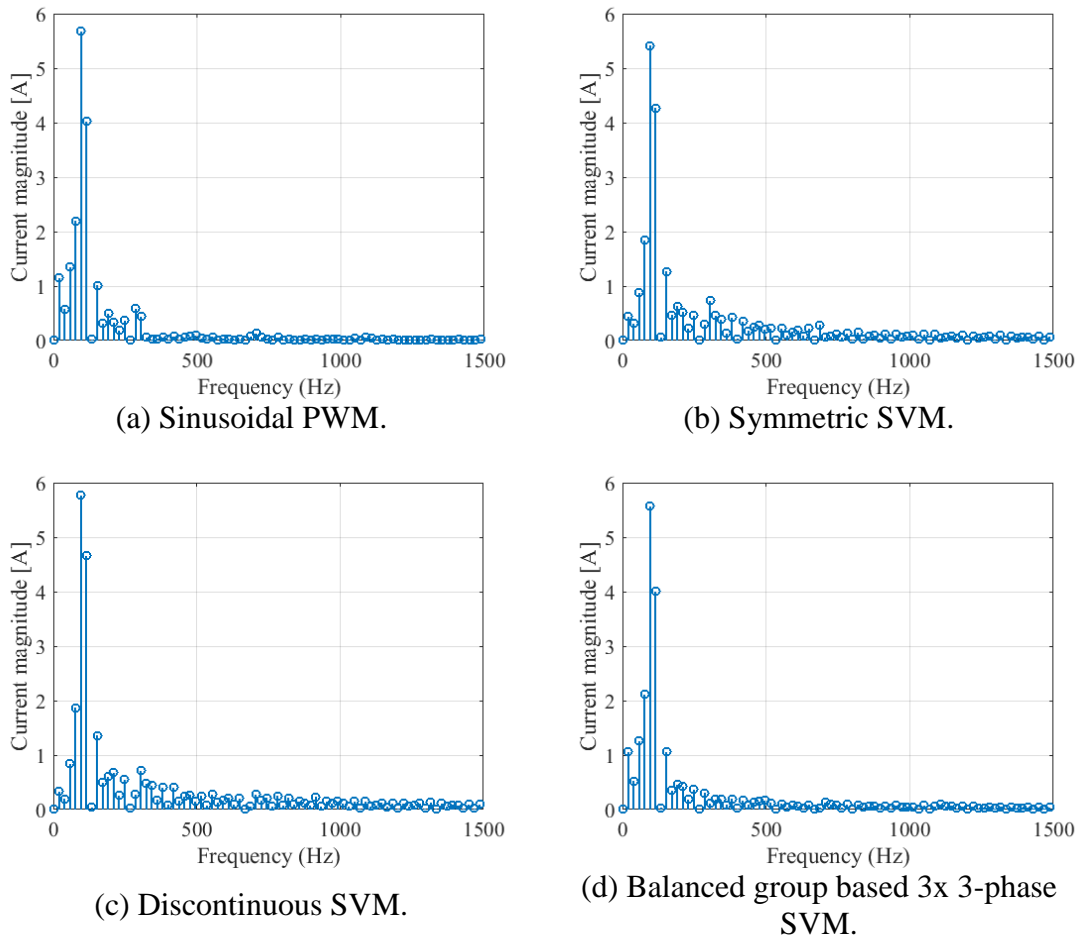 6
5
4
3
2
1
0
Current magnitude [A]
0 500 1000 1500
Frequency (Hz)
(a) Sinusoidal PWM.
6
5
4
3
2
1
0
Current magnitude [A]
0 500 1000 1500
Frequency (Hz)
(b) Symmetric SVM.
6
5
4
3
2
1
0
Current magnitude [A]
0 500 1000 1500
Frequency (Hz)
(c) Discontinuous SVM.
6
5
4
3
2
1
0
Current magnitude [A]
0 500 1000 1500
Frequency (Hz)
(d) Balanced group based 3x 3-phase
SVM.